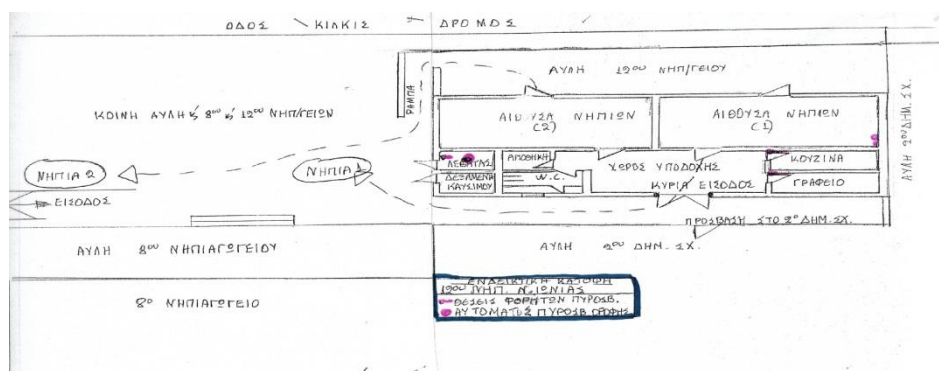 ΟΔΟΣ ΚΙΛΚΙΣ - ΔΡΟΜΟΣ
ΑΥΛΗ 12ου ΝΗΠ/ΓΕΙΟΥ
ΡΑΜΠΑ
ΚΟΙΝΗ ΑΥΛΗ 8ου & 12ου ΝΗΠ/ΓΕΙΩΝ
ΑΙΘΟΥΣΑ ΝΗΠΙΩΝ
(2)
ΑΙΘΟΥΣΑ ΝΗΠΙΩΝ
(1)
ΑΥΛΗ 2ου ΔΗΜ. ΣΧ.
ΝΗΠΙΑ 2
ΝΗΠΙΑ 1
ΛΕΒΗΤΑΣ
ΑΠΟΘΗΚΗ
ΧΩΡΟΣ ΥΠΟΔΟΧΗΣ
ΚΟΥΖΙΝΑ
ΔΕΞΑΜΕΝΗ
ΚΑΥΣΙΜΟΥ
W.C.
ΚΥΡΙΑ ΕΙΣΟΔΟΣ
ΓΡΑΦΕΙΟ
ΕΙΣΟΔΟΣ
ΠΡΟΣΒΑΣΗ ΣΤΟ 2ο ΔΗΜ. ΣΧ.
ΑΥΛΗ 8ου ΝΗΠΙΑΓΩΓΕΙΟΥ
ΑΥΛΗ 2ου ΔΗΜ. ΣΧ.
8ο ΝΗΠΙΑΓΩΓΕΙΟ
ΕΝΔΕΙΚΤΙΚΗ ΚΑΤΟΨΗ
12ου ΝΗΠ. Ν. ΙΩΝΙΑΣ
ΘΕΣΕΙΣ ΦΟΡΗΤΩΝ ΠΥΡΟΣΒ.
ΑΥΤΟΜΑΤΟΣ ΠΥΡΟΣΒ. ΟΡΟΦΗΣ